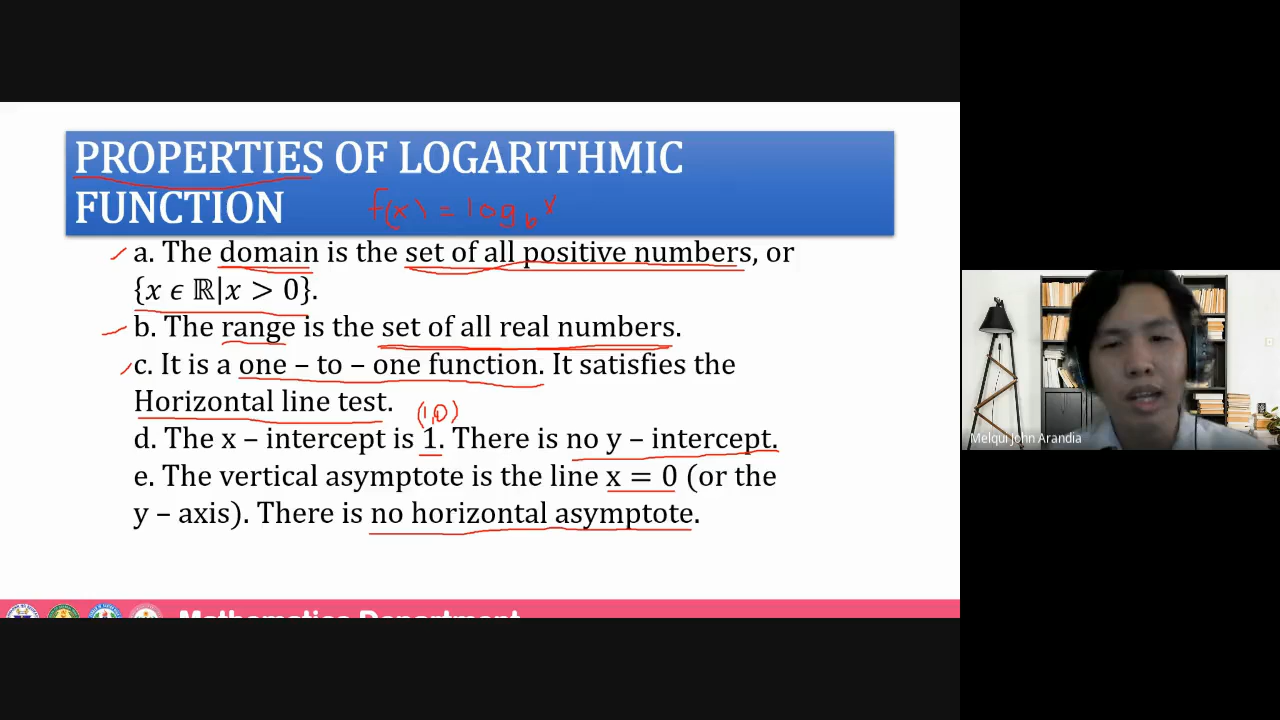 PROPERTIES OF LOGARITHMIC
FUNCTION f(x) = log_b x
a. The domain is the set of all positive numbers, or
{x ϵ ℝ|x > 0}.
b. The range is the set of all real numbers.
c. It is a one – to – one function. It satisfies the
Horizontal line test.
(1,0)
d. The x – intercept is 1. There is no y – intercept.
e. The vertical asymptote is the line x = 0 (or the
y – axis). There is no horizontal asymptote.
Mathematics Department
Melqui John Arandia